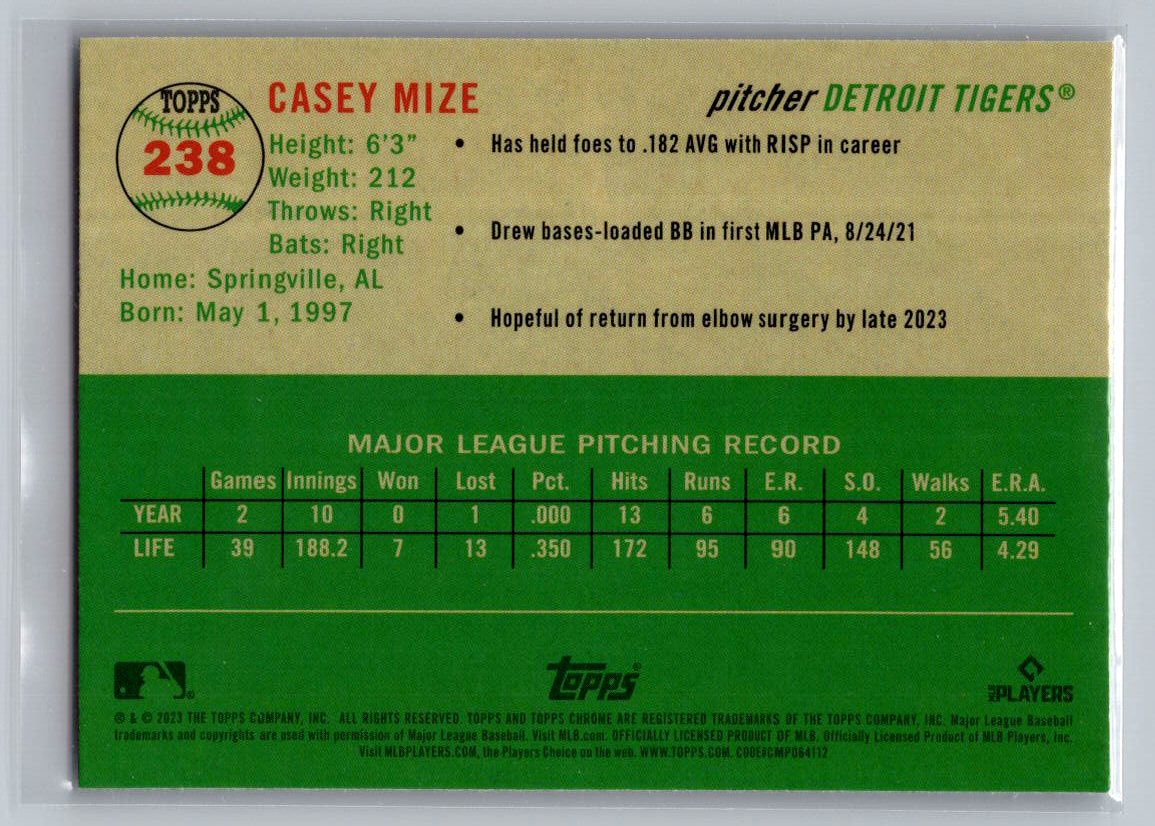 TOPPS
238
CASEY MIZE
pitcher DETROIT TIGERS®
Height: 6'3"
Weight: 212
Throws: Right
Bats: Right
Home: Springville, AL
Born: May 1, 1997
• Has held foes to .182 AVG with RISP in career
• Drew bases-loaded BB in first MLB PA, 8/24/21
• Hopeful of return from elbow surgery by late 2023
MAJOR LEAGUE PITCHING RECORD
Games Innings Won Lost Pct. Hits Runs E.R. S.O. Walks E.R.A.
YEAR 2 10 0 1 .000 13 6 6 4 2 5.40
LIFE 39 188.2 7 13 .350 172 95 90 148 56 4.29
Topps®
MLB PLAYERS
® & © 2023 THE TOPPS COMPANY, INC. ALL RIGHTS RESERVED. TOPPS AND TOPPS CHROME ARE REGISTERED TRADEMARKS OF THE TOPPS COMPANY, INC. Major League Baseball
trademarks and copyrights are used with permission of Major League Baseball. Visit MLB.com. OFFICIALLY LICENSED PRODUCT OF MLB. Officially Licensed Product of MLB Players, Inc.
Visit MLBPLAYERS.COM, the Players Choice on the web. WWW.TOPPS.COM. CODE#CMP064112